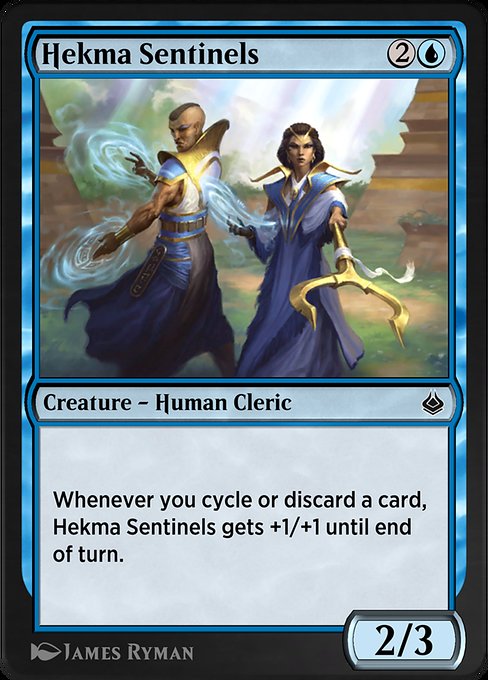 Hekma Sentinels 2
Creature – Human Cleric
Whenever you cycle or discard a card,
Hekma Sentinels gets +1/+1 until end
of turn.
2/3
James Ryman